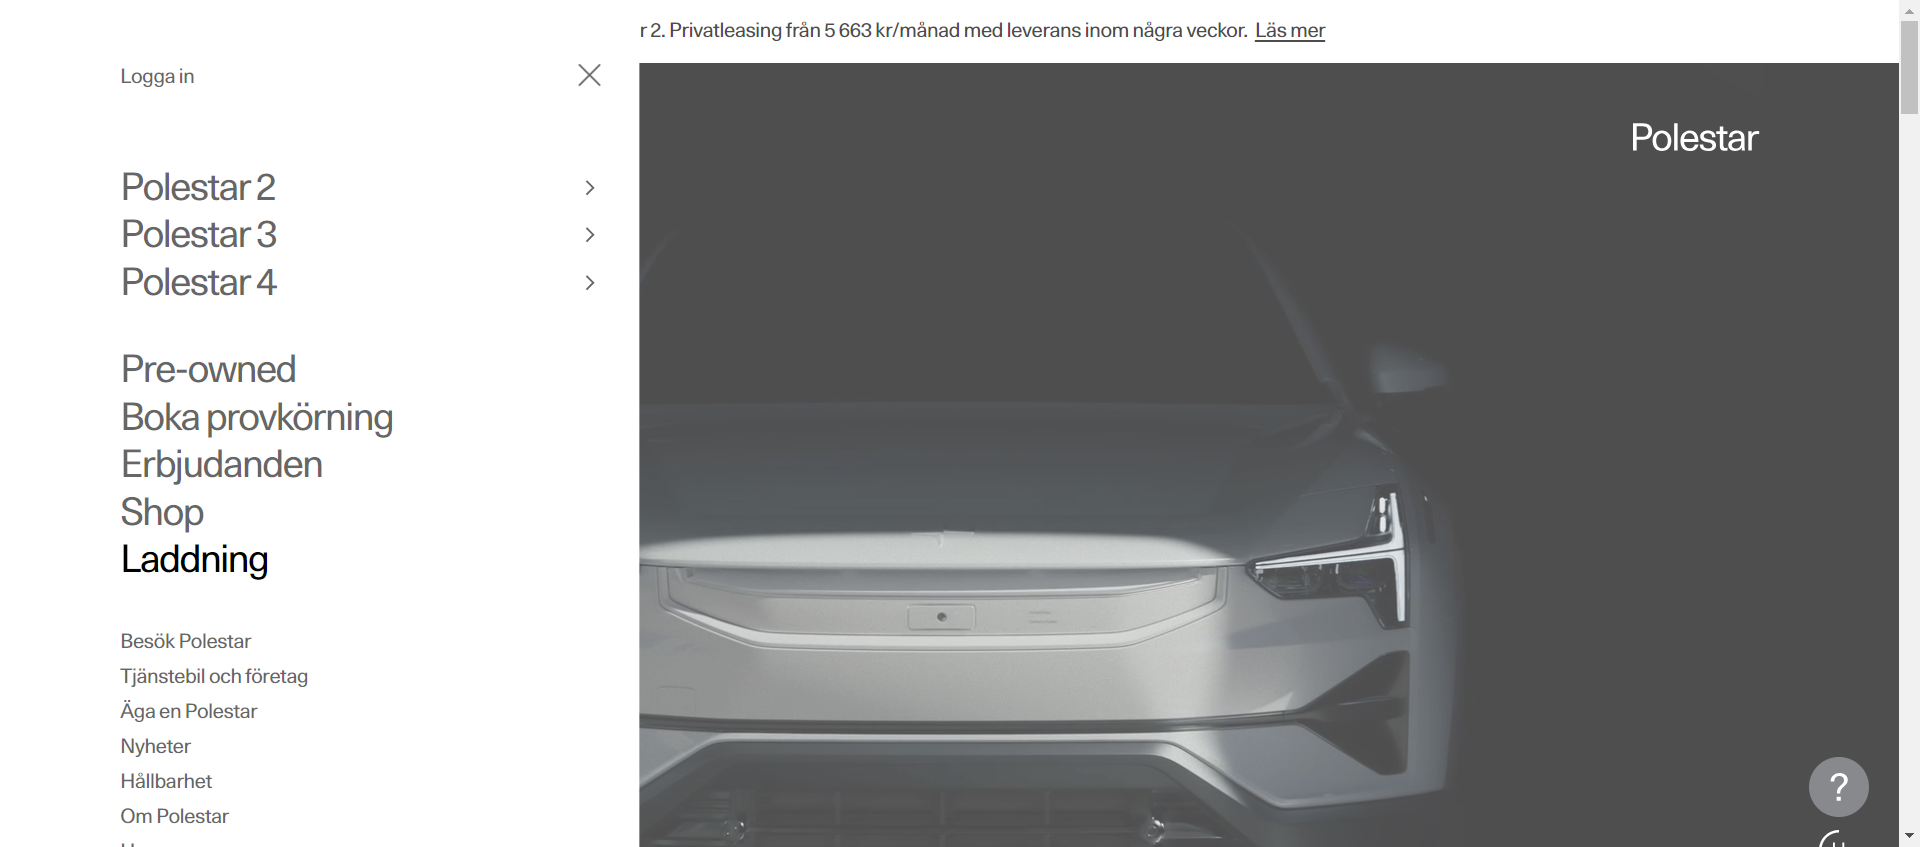 r 2. Privatleasing från 5 663 kr/månad med leverans inom några veckor. Läs mer
Logga in
Polestar
Polestar 2
Polestar 3
Polestar 4
Pre-owned
Boka provkörning
Erbjudanden
Shop
Laddning
Besök Polestar
Tjänstebil och företag
Äga en Polestar
Nyheter
Hållbarhet
Om Polestar
?